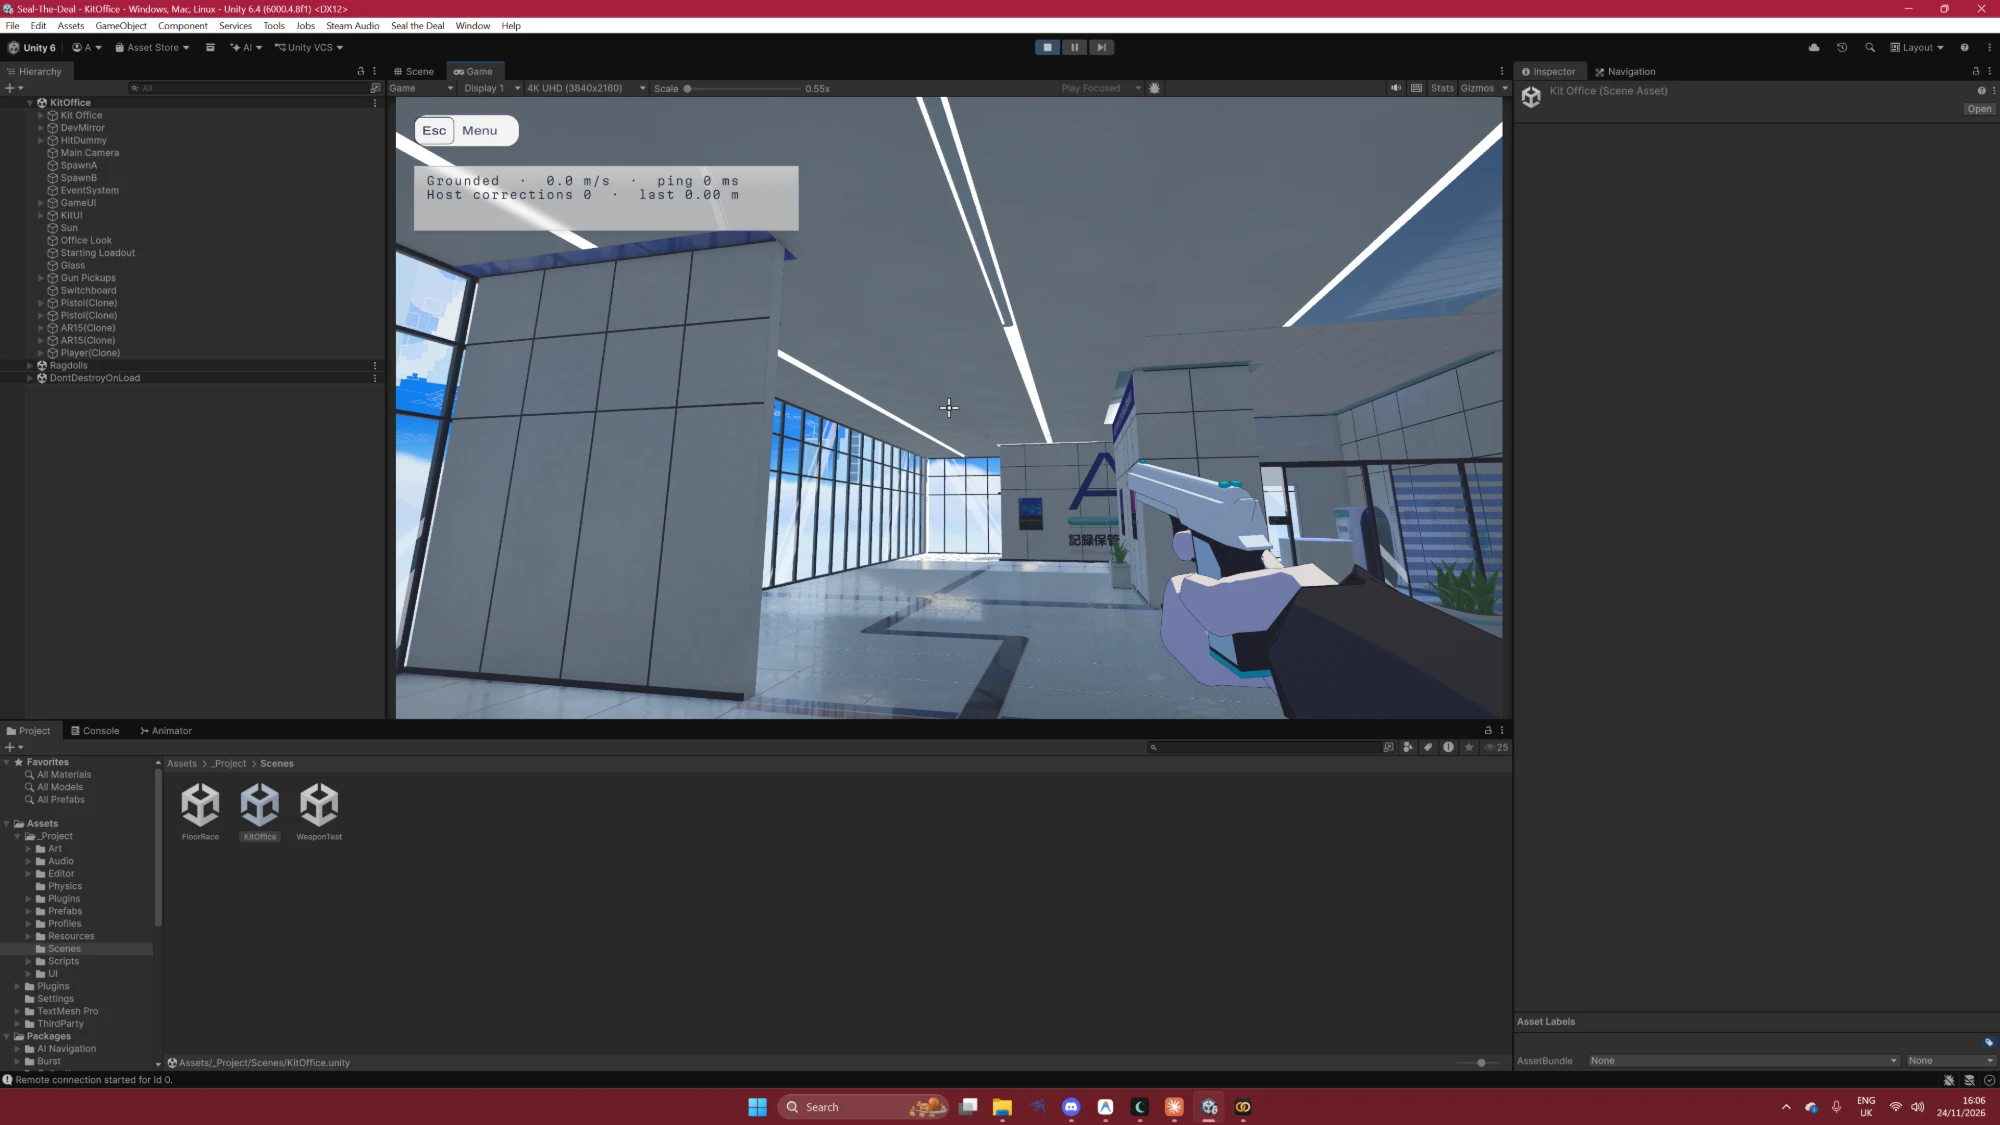 Seal-The-Deal - KitOffice - Windows, Mac, Linux - Unity 6.4 (6000.4.8f1) <DX12>
File Edit Assets GameObject Component Services Tools Jobs Steam Audio Seal the Deal Window Help
Unity 6 A Asset Store AI Unity VCS Layout
Hierarchy
All
KitOffice
Kit Office
DevMirror
HitDummy
Main Camera
SpawnA
SpawnB
EventSystem
GameUI
KitUI
Sun
Office Look
Starting Loadout
Glass
Gun Pickups
Switchboard
Pistol(Clone)
Pistol(Clone)
AR15(Clone)
AR15(Clone)
Player(Clone)
Ragdolls
DontDestroyOnLoad
Scene Game
Game Display 1 4K UHD (3840x2160) Scale 0.55x Play Focused Stats Gizmos
Esc Menu
Grounded · 0.0 m/s · ping 0 ms
Host corrections 0 · last 0.00 m
A
記録保管
Inspector Navigation
Kit Office (Scene Asset)
Open
Project Console Animator
25
Favorites
All Materials
All Models
All Prefabs
Assets
_Project
Art
Audio
Editor
Physics
Plugins
Prefabs
Profiles
Resources
Scenes
Scripts
UI
Plugins
Settings
TextMesh Pro
ThirdParty
Packages
AI Navigation
Burst
Assets > _Project > Scenes
FloorRace KitOffice WeaponTest
Assets/_Project/Scenes/KitOffice.unity
Asset Labels
AssetBundle None None
Remote connection started for Id 0.
Search
ENG
UK
16:06
24/11/2026